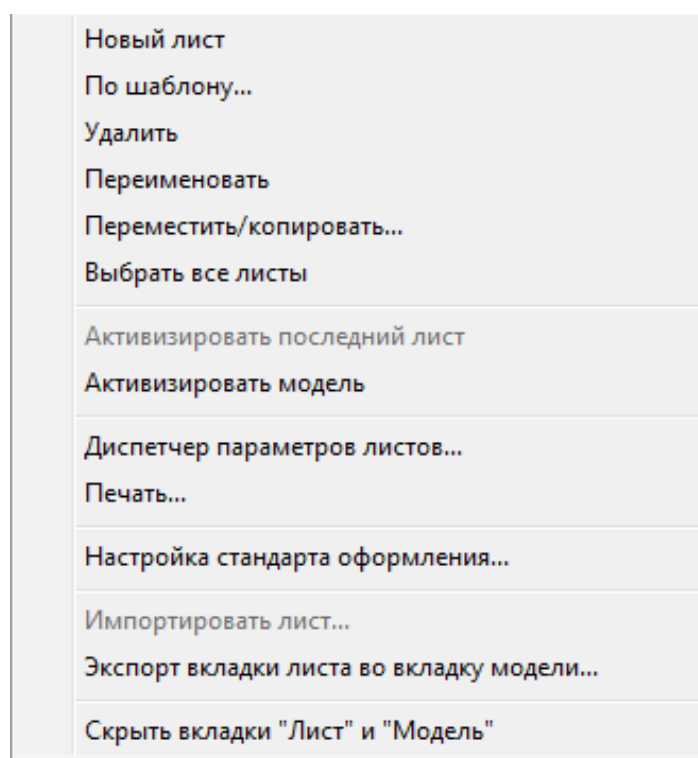 Новый лист
По шаблону...
Удалить
Переименовать
Переместить/копировать...
Выбрать все листы
Активизировать последний лист
Активизировать модель
Диспетчер параметров листов...
Печать...
Настройка стандарта оформления...
Импортировать лист...
Экспорт вкладки листа во вкладку модели...
Скрыть вкладки "Лист" и "Модель"